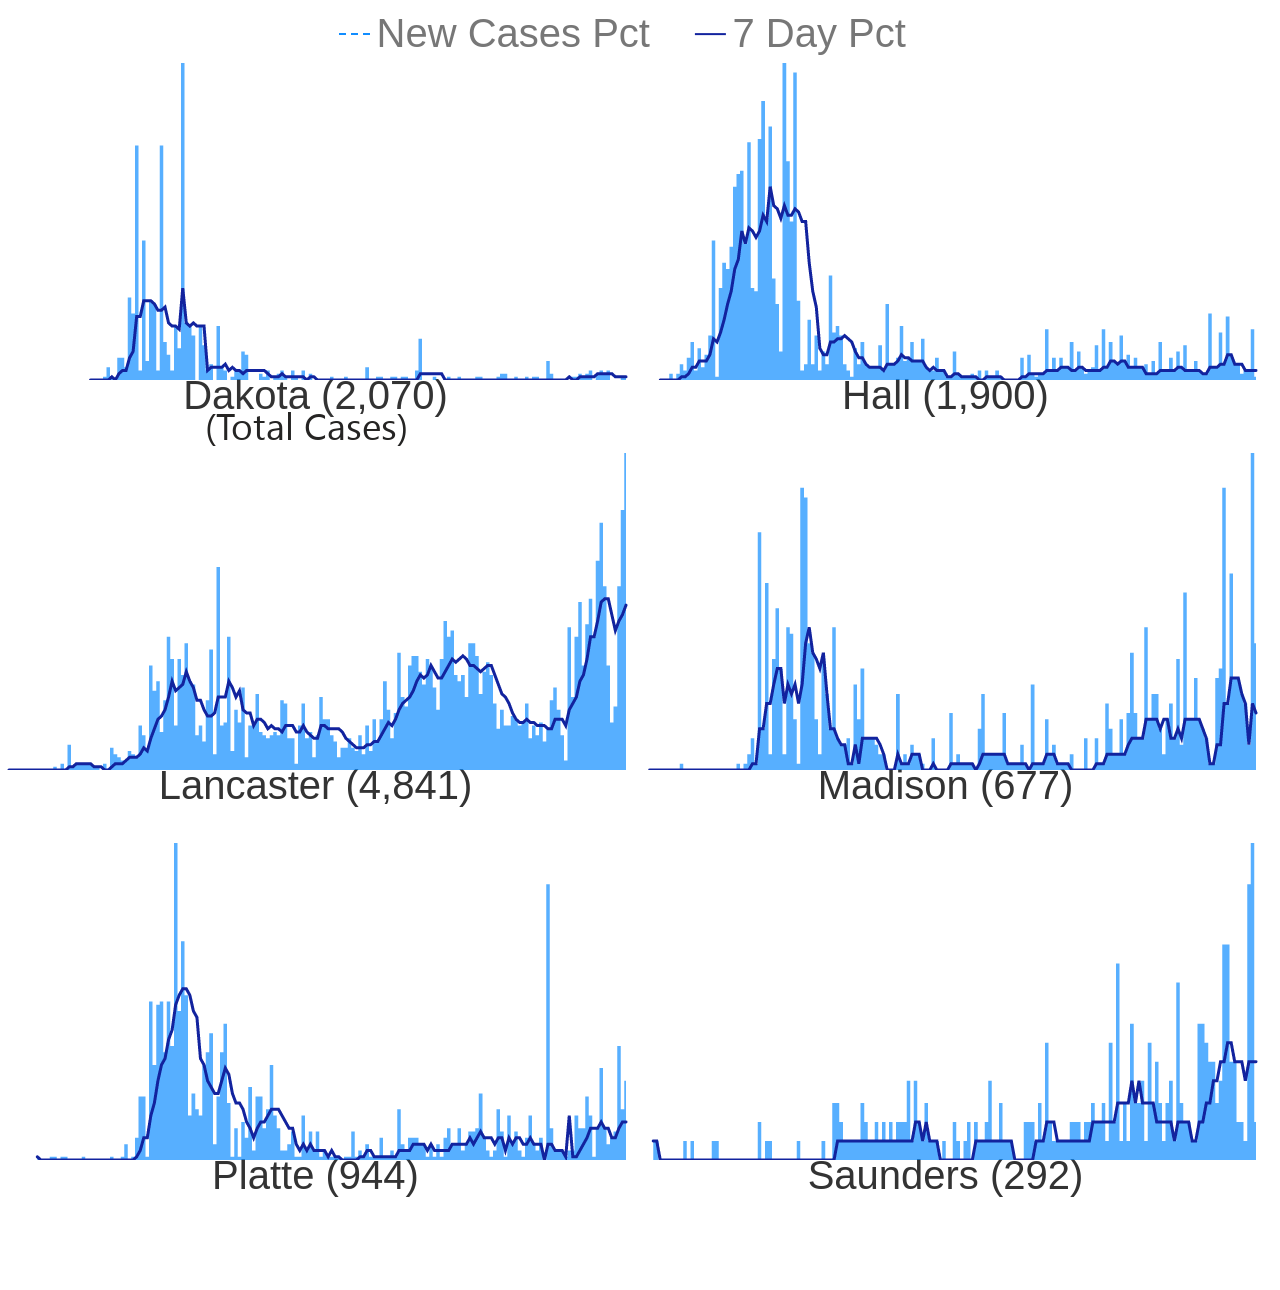 New Cases Pct 7 Day Pct
Dakota (2,070) Hall (1,900)
(Total Cases)
Lancaster (4,841) Madison (677)
Platte (944) Saunders (292)